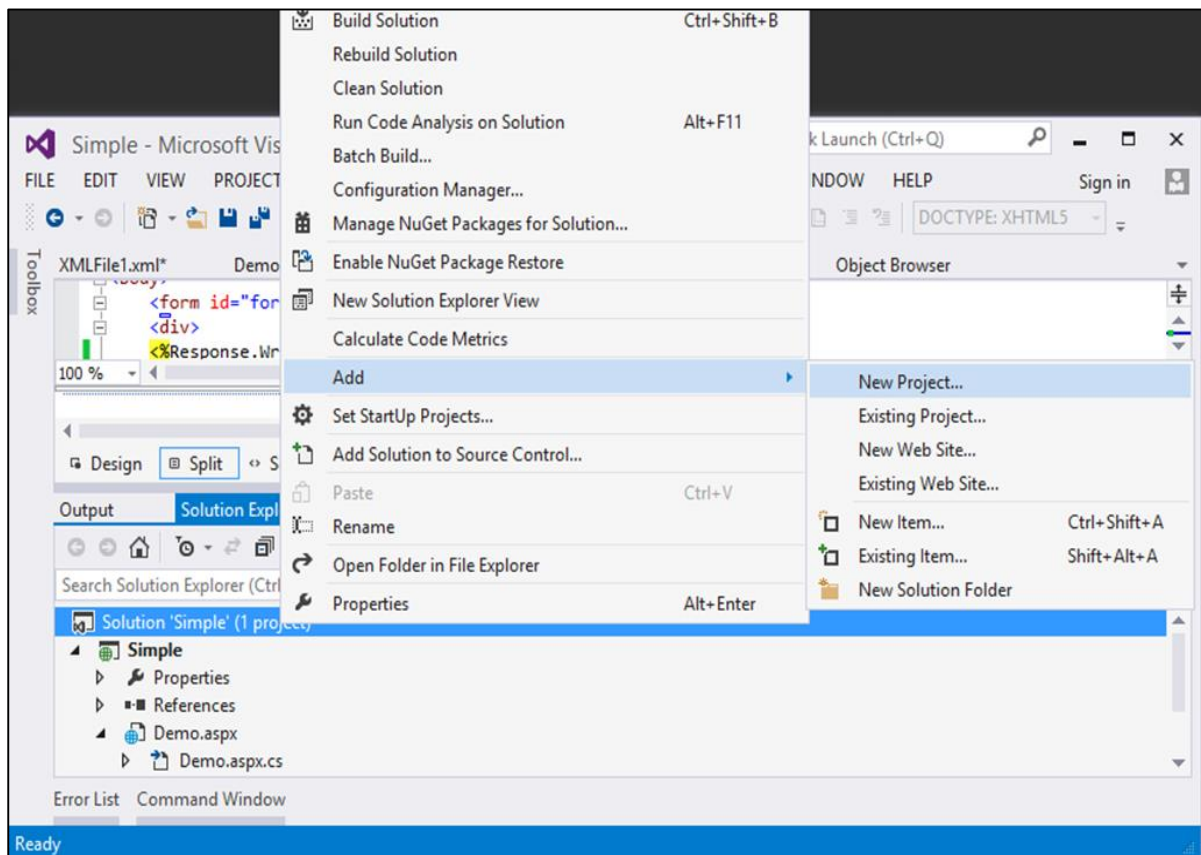 Build Solution Ctrl+Shift+B
Rebuild Solution
Clean Solution
Run Code Analysis on Solution Alt+F11
Batch Build...
Configuration Manager...
Manage NuGet Packages for Solution...
Enable NuGet Package Restore
New Solution Explorer View
Calculate Code Metrics
Add
Set StartUp Projects...
Add Solution to Source Control...
Paste Ctrl+V
Rename
Open Folder in File Explorer
Properties Alt+Enter
New Project...
Existing Project...
New Web Site...
Existing Web Site...
New Item... Ctrl+Shift+A
Existing Item... Shift+Alt+A
New Solution Folder
Simple - Microsoft Vis
k Launch (Ctrl+Q)
FILE EDIT VIEW PROJECT
NDOW HELP Sign in
DOCTYPE: XHTML5
Toolbox
XMLFile1.xml* Demo
Object Browser
<form id="for
<div>
<%Response.Wr
100 %
Design Split S
Output Solution Expl
Search Solution Explorer (Ctrl
Solution 'Simple' (1 project)
Simple
Properties
References
Demo.aspx
Demo.aspx.cs
Error List Command Window
Ready